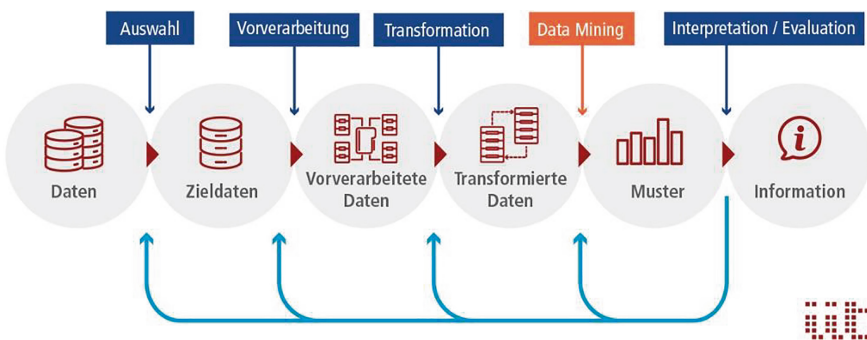 Auswahl
Vorverarbeitung
Transformation
Data Mining
Interpretation / Evaluation
Daten
Zieldaten
Vorverarbeitete
Daten
Transformierte
Daten
Muster
Information